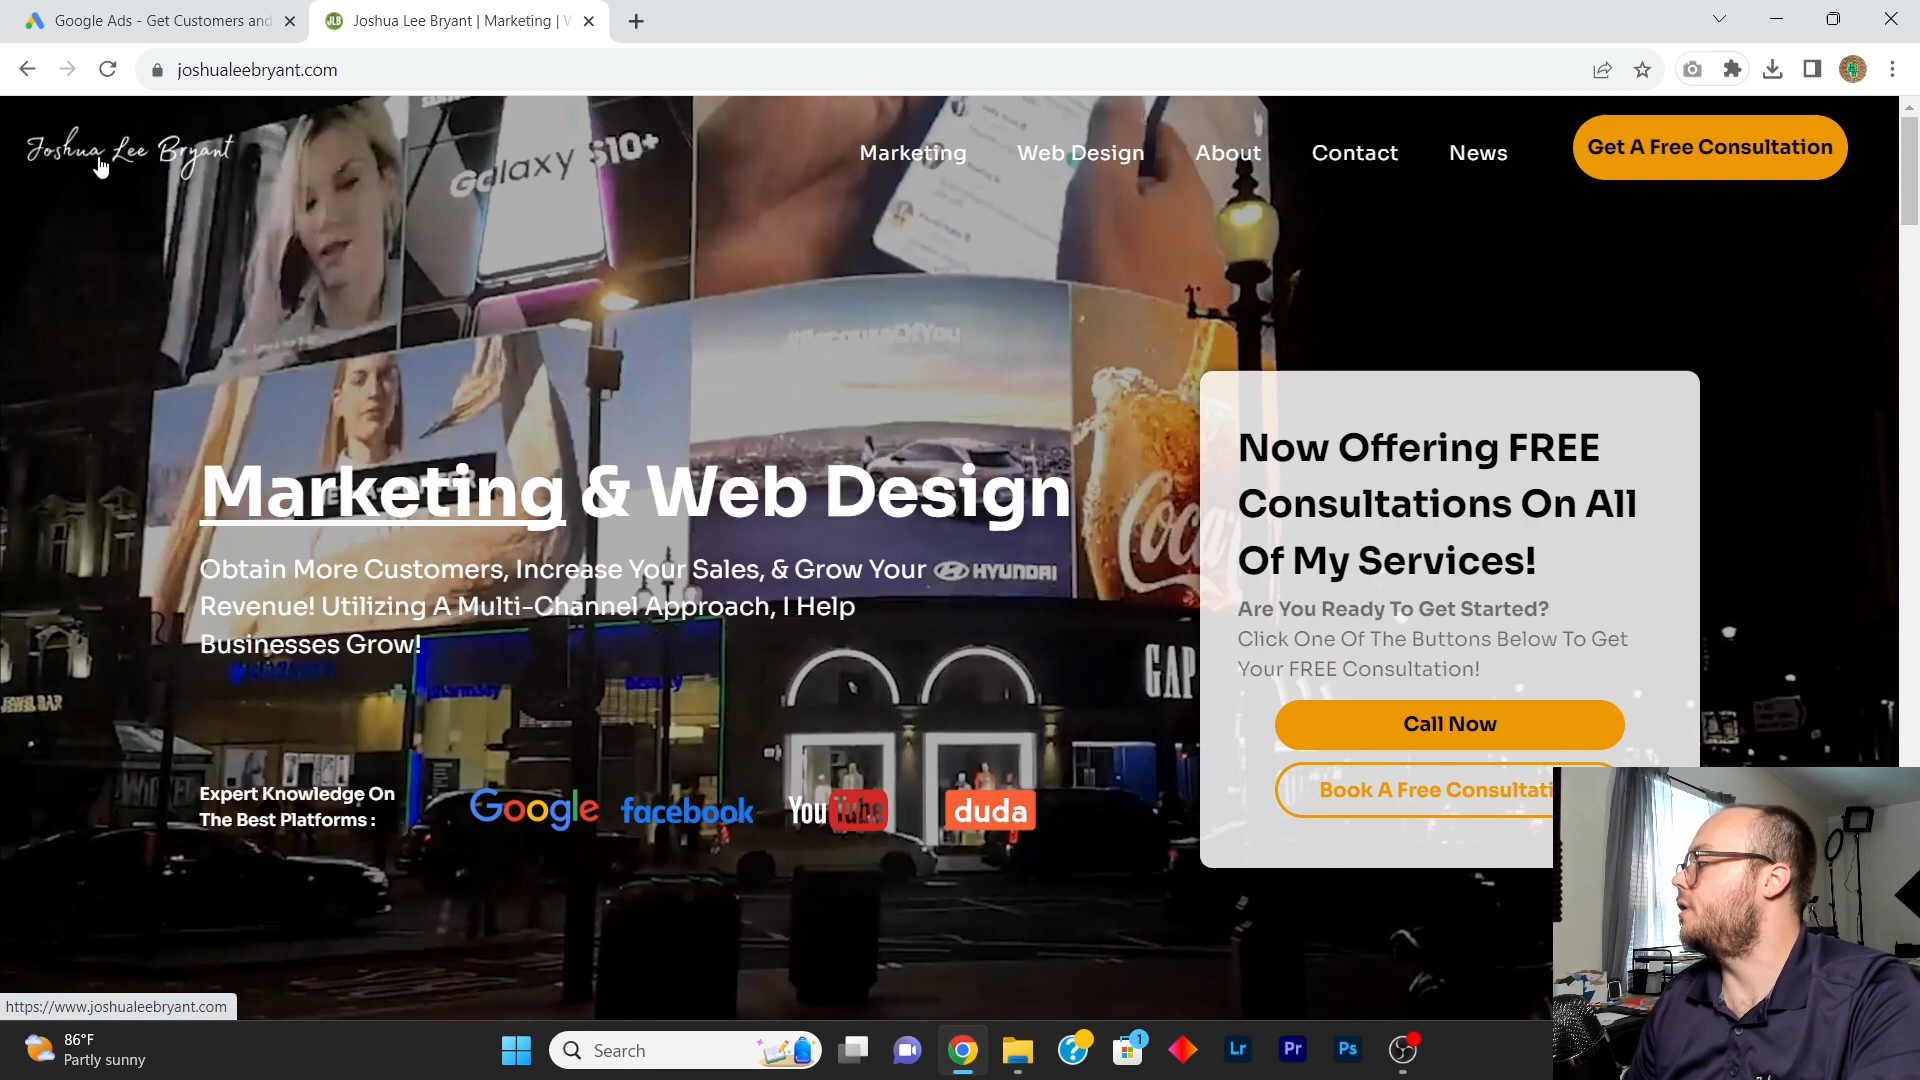 Google Ads - Get Customers and
Joshua Lee Bryant | Marketing | W
joshualeebryant.com
Joshua Lee Bryant
Marketing
Web Design
About
Contact
News
Get A Free Consultation
Galaxy S10+
#BecauseOfYou
Marketing & Web Design
Obtain More Customers, Increase Your Sales, & Grow Your
HYUNDAI
Revenue! Utilizing A Multi-Channel Approach, I Help
Businesses Grow!
Now Offering FREE
Consultations On All
Of My Services!
Are You Ready To Get Started?
Click One Of The Buttons Below To Get
Your FREE Consultation!
Call Now
Book A Free Consultati
GAP
Expert Knowledge On
The Best Platforms :
Google
facebook
YouTube
duda
https://www.joshualeebryant.com
86°F
Partly sunny
Search
1
Lr
Pr
Ps